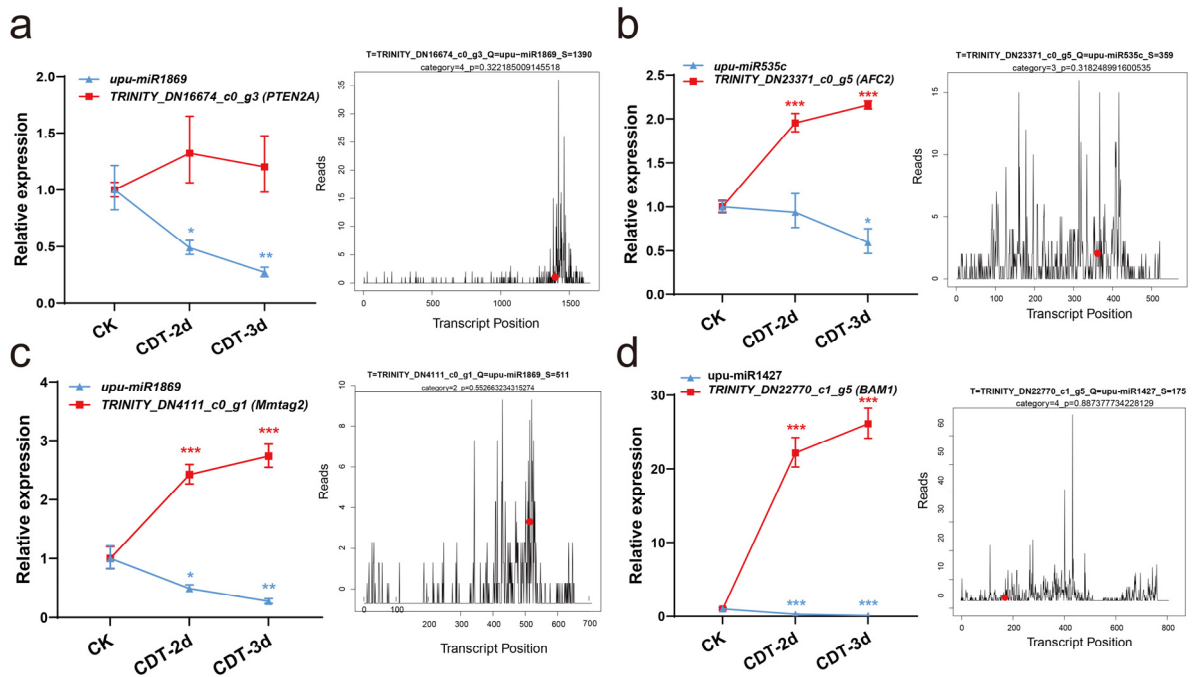 a
upu-miR1869
TRINITY_DN16674_c0_g3 (PTEN2A)
Relative expression
2.0
1.5
1.0
0.5
0.0
*
**
CK
CDT-2d
CDT-3d
T=TRINITY_DN16674_c0_g3_Q=upu-miR1869_S=1390
category=4_p=0.322185009145518
Reads
35
30
25
20
15
10
5
0
0 500 1000 1500
Transcript Position
b
upu-miR535c
TRINITY_DN23371_c0_g5 (AFC2)
Relative expression
2.5
2.0
1.5
1.0
0.5
0.0
***
***
*
CK
CDT-2d
CDT-3d
T=TRINITY_DN23371_c0_g5_Q=upu-miR535c_S=359
category=3_p=0.318248991600535
Reads
15
10
5
0
0 100 200 300 400 500
Transcript Position
c
upu-miR1869
TRINITY_DN4111_c0_g1 (Mmtag2)
Relative expression
4
3
2
1
0
***
***
*
**
CK
CDT-2d
CDT-3d
T=TRINITY_DN4111_c0_g1_Q=upu-miR1869_S=511
category=2_p=0.552663234315274
Reads
10
8
6
4
2
0
0 100 200 300 400 500 600 700
Transcript Position
d
upu-miR1427
TRINITY_DN22770_c1_g5 (BAM1)
Relative expression
30
20
10
0
***
***
***
***
CK
CDT-2d
CDT-3d
T=TRINITY_DN22770_c1_g5_Q=upu-miR1427_S=175
category=4_p=0.887377734228129
Reads
60
50
40
30
20
10
0
0 200 400 600 800
Transcript Position